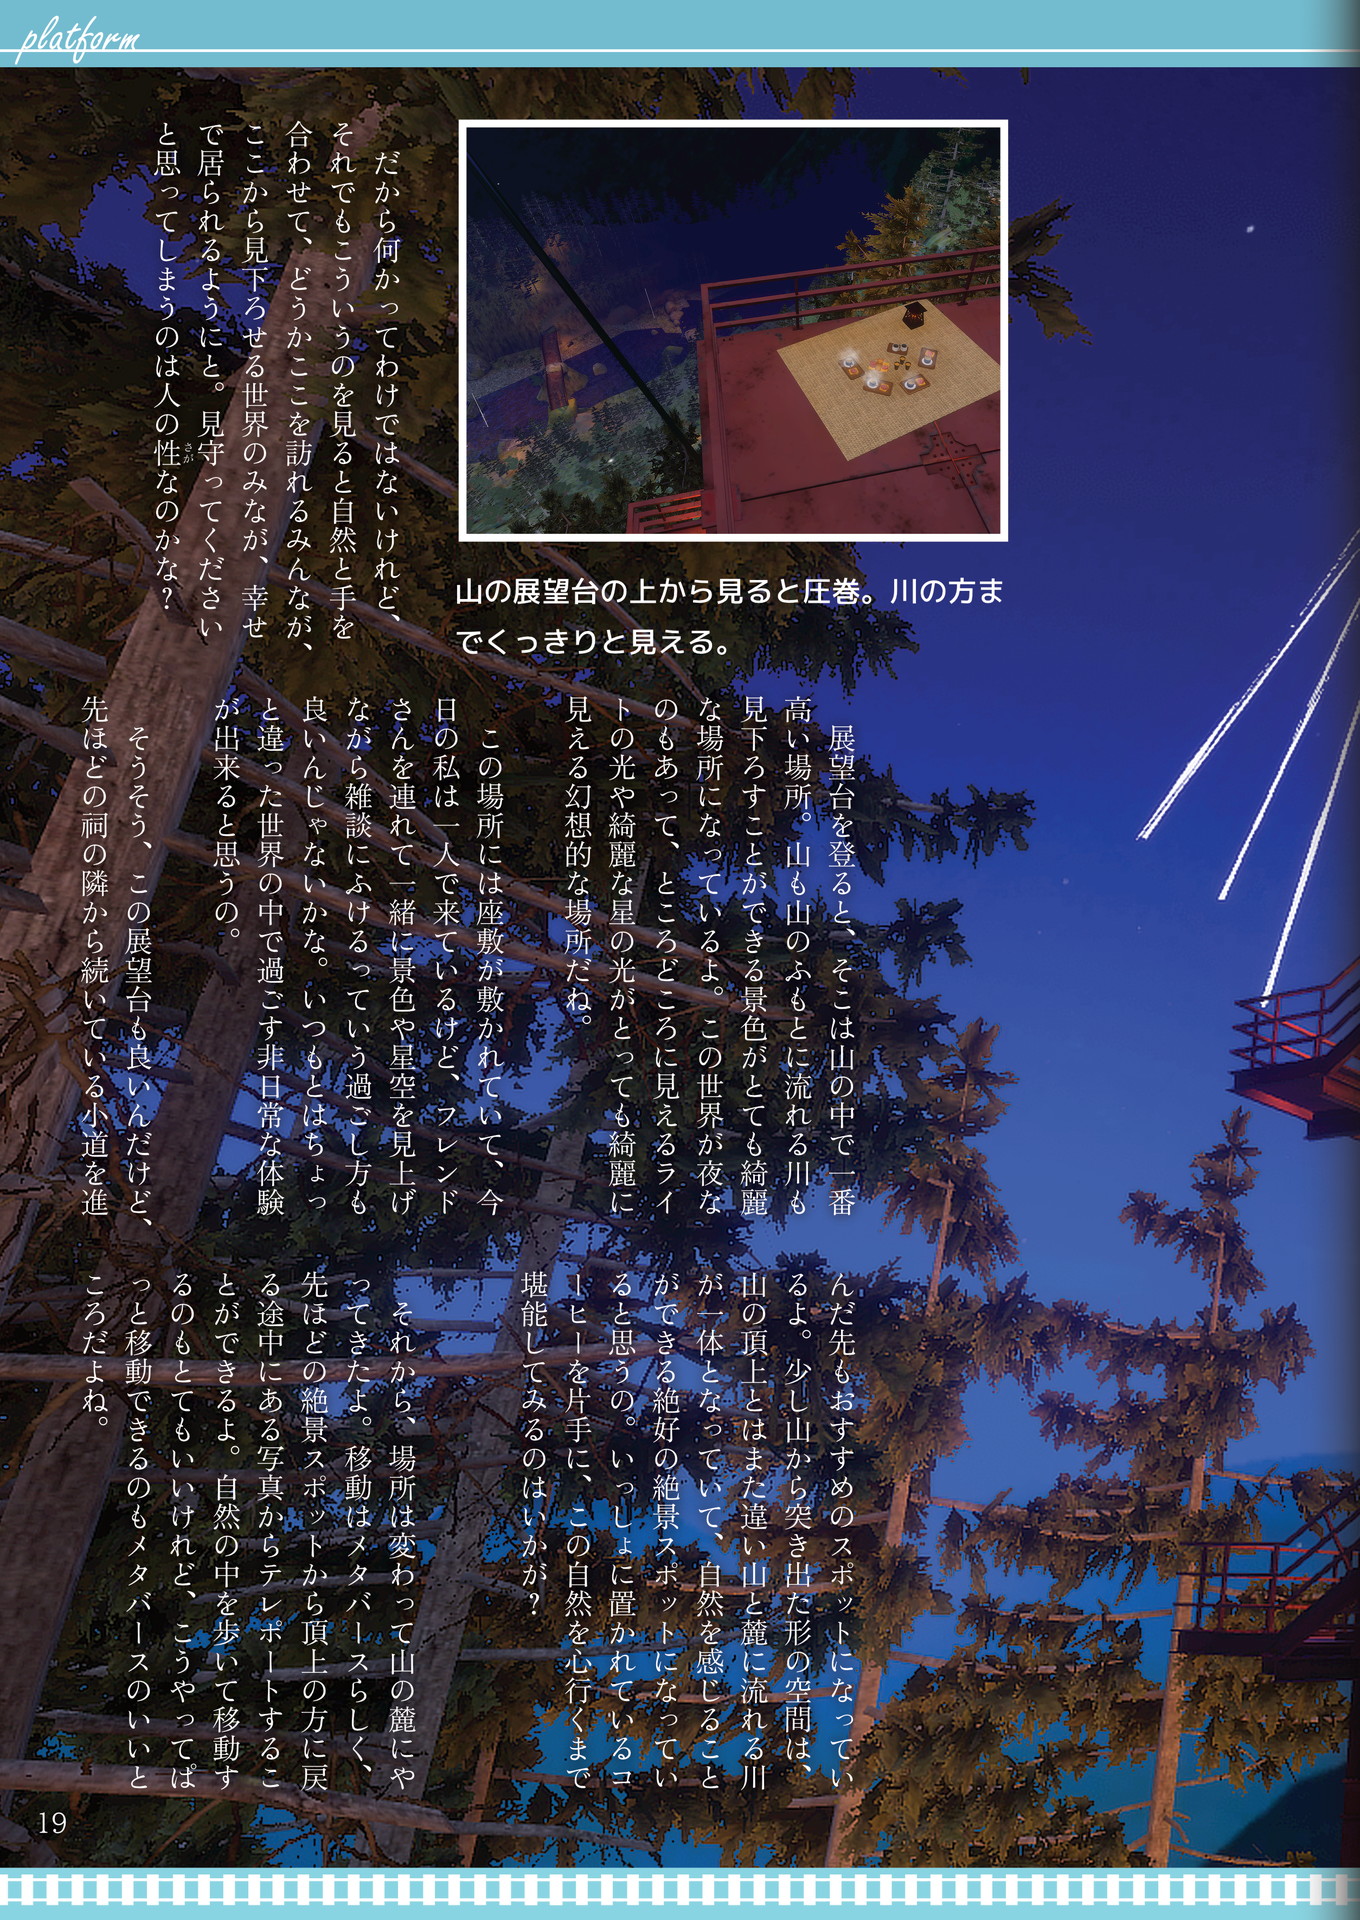 platform
だから何かってわけではないけれど、
それでもこういうのを見ると自然と手を
合わせて、どうかここを訪れるみんなが、
ここから見下ろせる世界のみなが、幸せ
で居られるようにと。見守ってください
と思ってしまうのは人の性なのかな？
さが
山の展望台の上から見ると圧巻。川の方ま
でくっきりと見える。
展望台を登ると、そこは山の中で一番
高い場所。山も山のふもとに流れる川も
見下ろすことができる景色がとても綺麗
な場所になっているよ。この世界が夜な
のもあって、ところどころに見えるライ
トの光や綺麗な星の光がとっても綺麗に
見える幻想的な場所だね。
この場所には座敷が敷かれていて、今
日の私は一人で来ているけど、フレンド
さんを連れて一緒に景色や星空を見上げ
ながら雑談にふけるっていう過ごし方も
良いんじゃないかな。いつもとはちょっ
と違った世界の中で過ごす非日常な体験
が出来ると思うの。
そうそう、この展望台も良いんだけど、
先ほどの祠の隣から続いている小道を進
んだ先もおすすめのスポットになってい
るよ。少し山から突き出た形の空間は、
山の頂上とはまた違い山と麓に流れる川
が一体となっていて、自然を感じること
ができる絶好の絶景スポットになってい
ると思うの。いっしょに置かれているコ
ーヒーを片手に、この自然を心行くまで
堪能してみるのはいかが？
それから、場所は変わって山の麓にや
ってきたよ。移動はメタバースらしく、
先ほどの絶景スポットから頂上の方に戻
る途中にある写真からテレポートするこ
とができるよ。自然の中を歩いて移動す
るのもとてもいいけれど、こうやってぱ
っと移動できるのもメタバースのいいと
ころだよね。
19